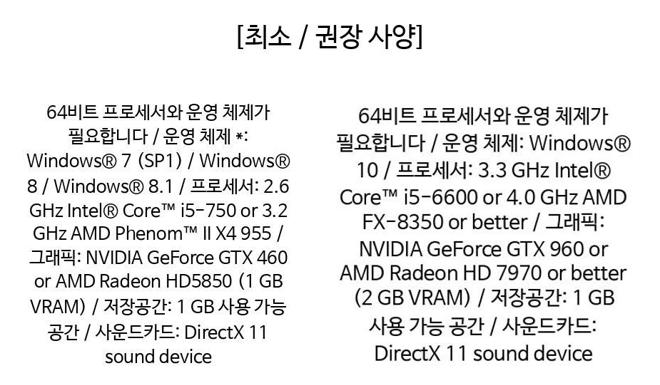 [최소 / 권장 사양]
64비트 프로세서와 운영 체제가
필요합니다 / 운영 체제 *:
Windows® 7 (SP1) / Windows®
8 / Windows® 8.1 / 프로세서: 2.6
GHz Intel® Core™ i5-750 or 3.2
GHz AMD Phenom™ II X4 955 /
그래픽: NVIDIA GeForce GTX 460
or AMD Radeon HD5850 (1 GB
VRAM) / 저장공간: 1 GB 사용 가능
공간 / 사운드카드: DirectX 11
sound device
64비트 프로세서와 운영 체제가
필요합니다 / 운영 체제: Windows®
10 / 프로세서: 3.3 GHz Intel®
Core™ i5-6600 or 4.0 GHz AMD
FX-8350 or better / 그래픽:
NVIDIA GeForce GTX 960 or
AMD Radeon HD 7970 or better
(2 GB VRAM) / 저장공간: 1 GB
사용 가능 공간 / 사운드카드:
DirectX 11 sound device